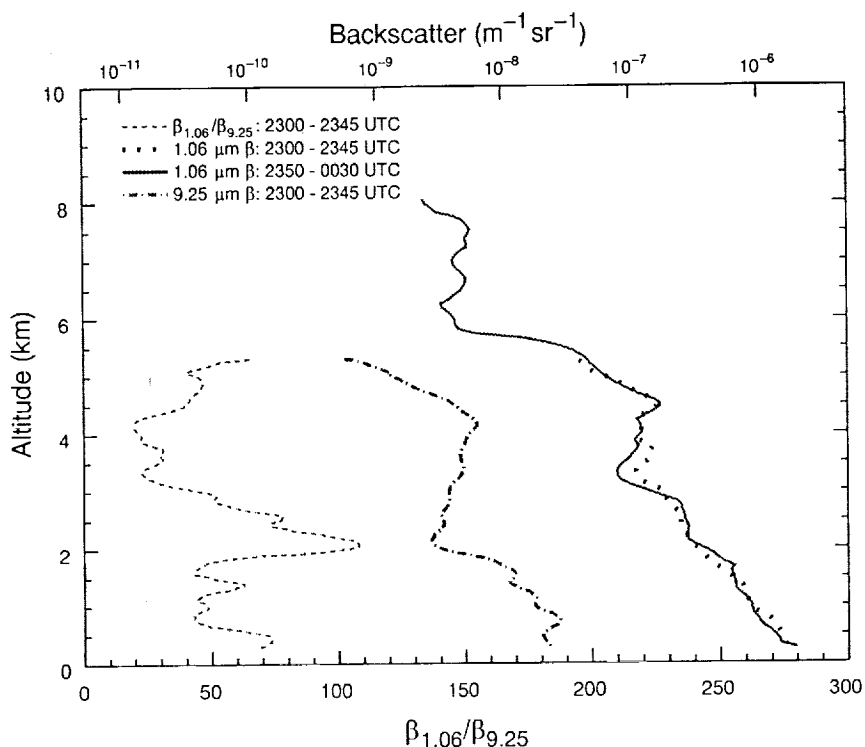 Backscatter (m⁻¹ sr⁻¹)
10⁻¹¹ 10⁻¹⁰ 10⁻⁹ 10⁻⁸ 10⁻⁷ 10⁻⁶
β1.06/β9.25: 2300 - 2345 UTC
1.06 μm β: 2300 - 2345 UTC
1.06 μm β: 2350 - 0030 UTC
9.25 μm β: 2300 - 2345 UTC
Altitude (km)
10
8
6
4
2
0
0 50 100 150 200 250 300
β1.06/β9.25